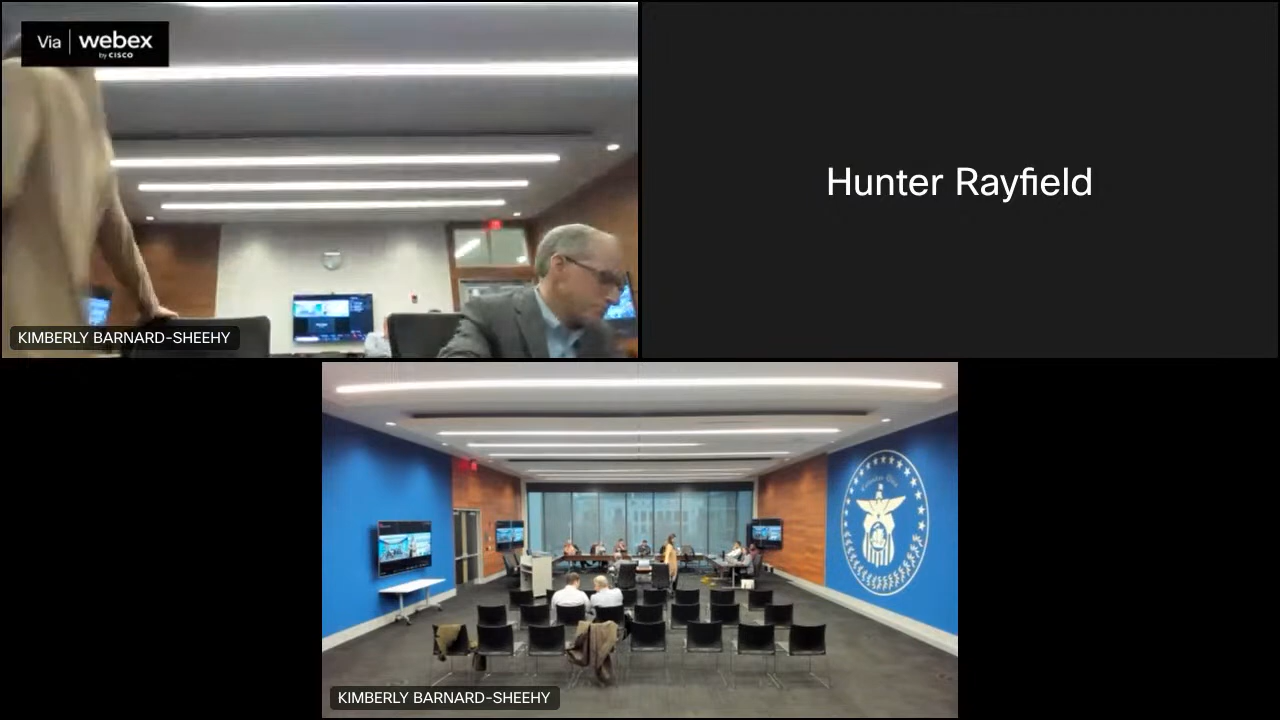 Via webex
by CISCO
KIMBERLY BARNARD-SHEEHY
Hunter Rayfield
KIMBERLY BARNARD-SHEEHY